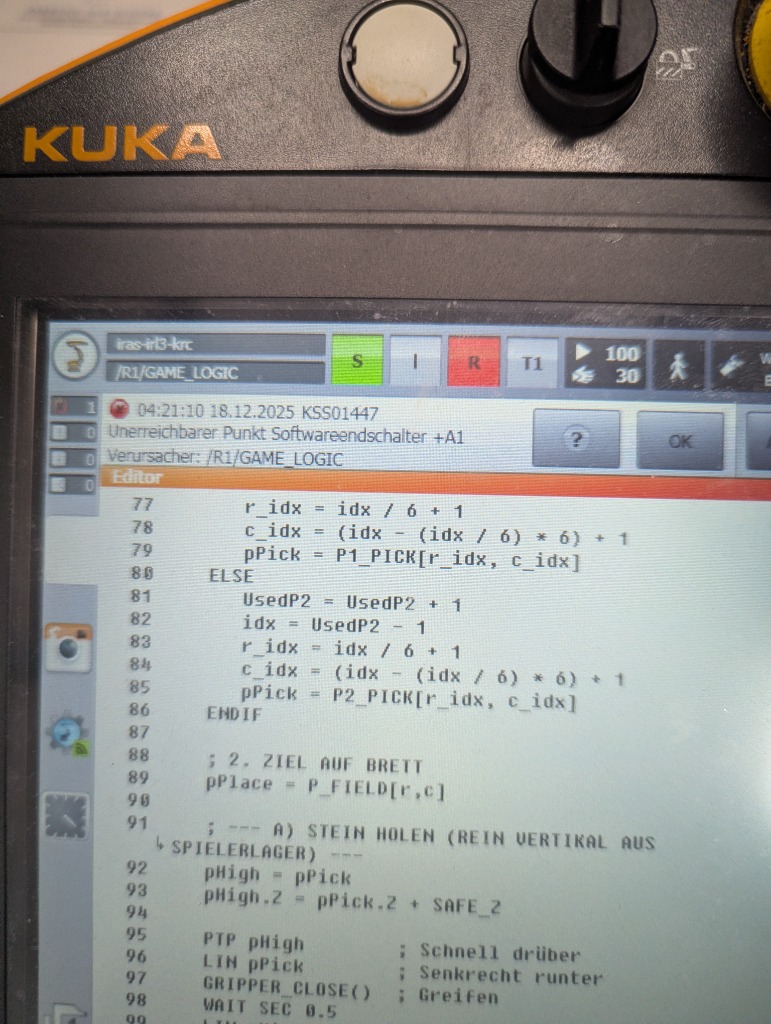 KUKA
iras-irl3-krc
/R1/GAME_LOGIC
S I R T1 100
30
1 04:21:10 18.12.2025 KSS01447
0 Unerreichbarer Punkt Softwareendschalter +A1
0 Verursacher: /R1/GAME_LOGIC
0
? OK
Editor
77 r_idx = idx / 6 + 1
78 c_idx = (idx - (idx / 6) * 6) + 1
79 pPick = P1_PICK[r_idx, c_idx]
80 ELSE
81 UsedP2 = UsedP2 + 1
82 idx = UsedP2 - 1
83 r_idx = idx / 6 + 1
84 c_idx = (idx - (idx / 6) * 6) + 1
85 pPick = P2_PICK[r_idx, c_idx]
86 ENDIF
87
88 ; 2. ZIEL AUF BRETT
89 pPlace = P_FIELD[r,c]
90
91 ; --- A) STEIN HOLEN (REIN VERTIKAL AUS
SPIELERLAGER) ---
92 pHigh = pPick
93 pHigh.Z = pPick.Z + SAFE_Z
94
95 PTP pHigh ; Schnell drüber
96 LIN pPick ; Senkrecht runter
97 GRIPPER_CLOSE() ; Greifen
98 WAIT SEC 0.5
99